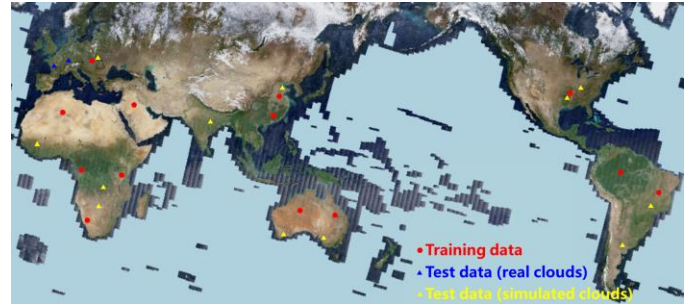 Training data
Test data (real clouds)
Test data (simulated clouds)